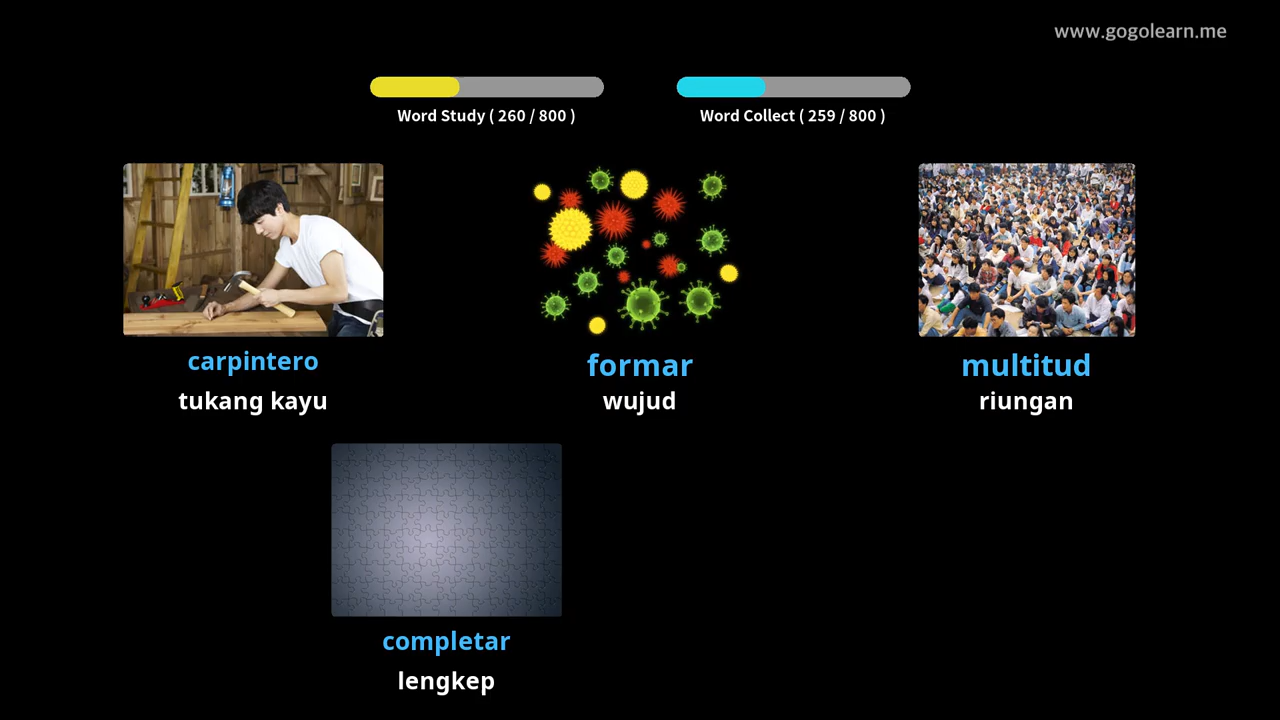 www.gogolearn.me
Word Study ( 260 / 800 )
Word Collect ( 259 / 800 )
carpintero
tukang kayu
formar
wujud
multitud
riungan
completar
lengkep